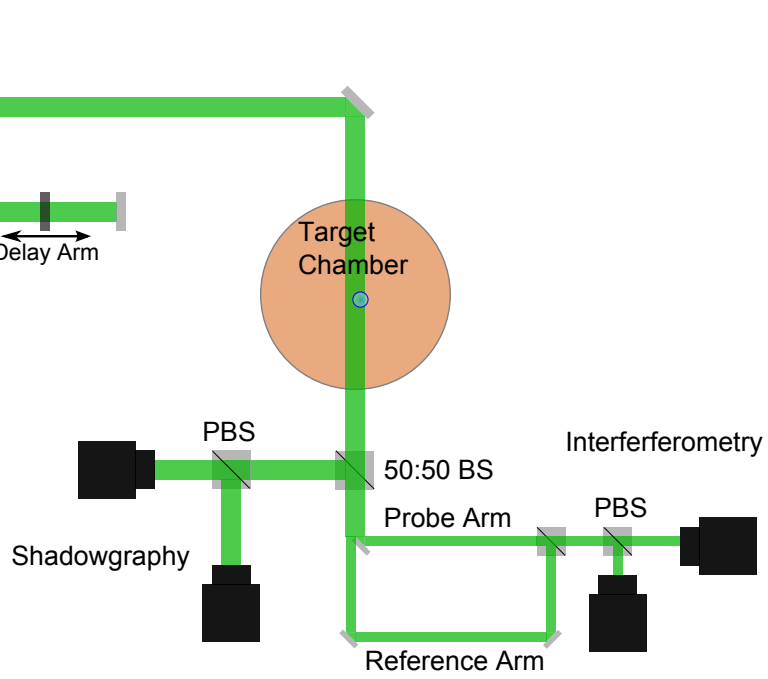 Target
Chamber
Delay Arm
PBS
Interferferometry
50:50 BS
PBS
Probe Arm
Shadowgraphy
Reference Arm